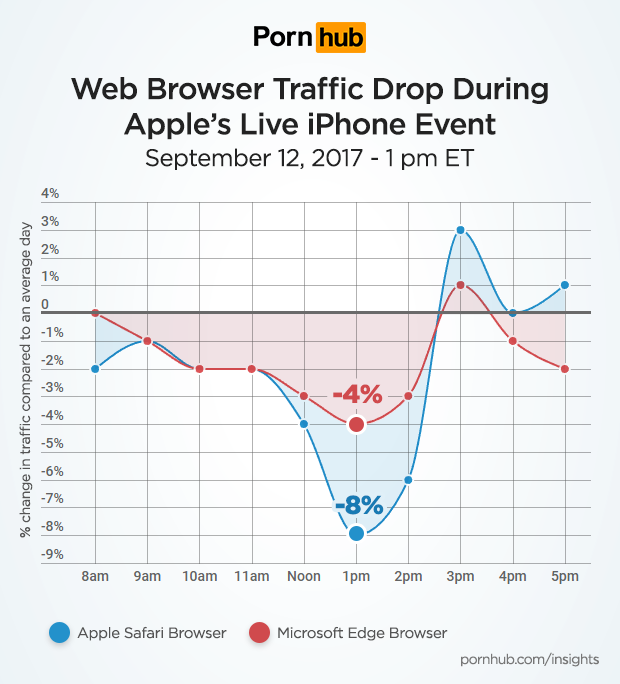 Porn hub
Web Browser Traffic Drop During
Apple's Live iPhone Event
September 12, 2017 - 1 pm ET
% change in traffic compared to an average day
4%
3%
2%
1%
0
-1%
-2%
-3%
-4%
-5%
-6%
-7%
-8%
-9%
-4%
-8%
8am 9am 10am 11am Noon 1pm 2pm 3pm 4pm 5pm
Apple Safari Browser Microsoft Edge Browser
pornhub.com/insights